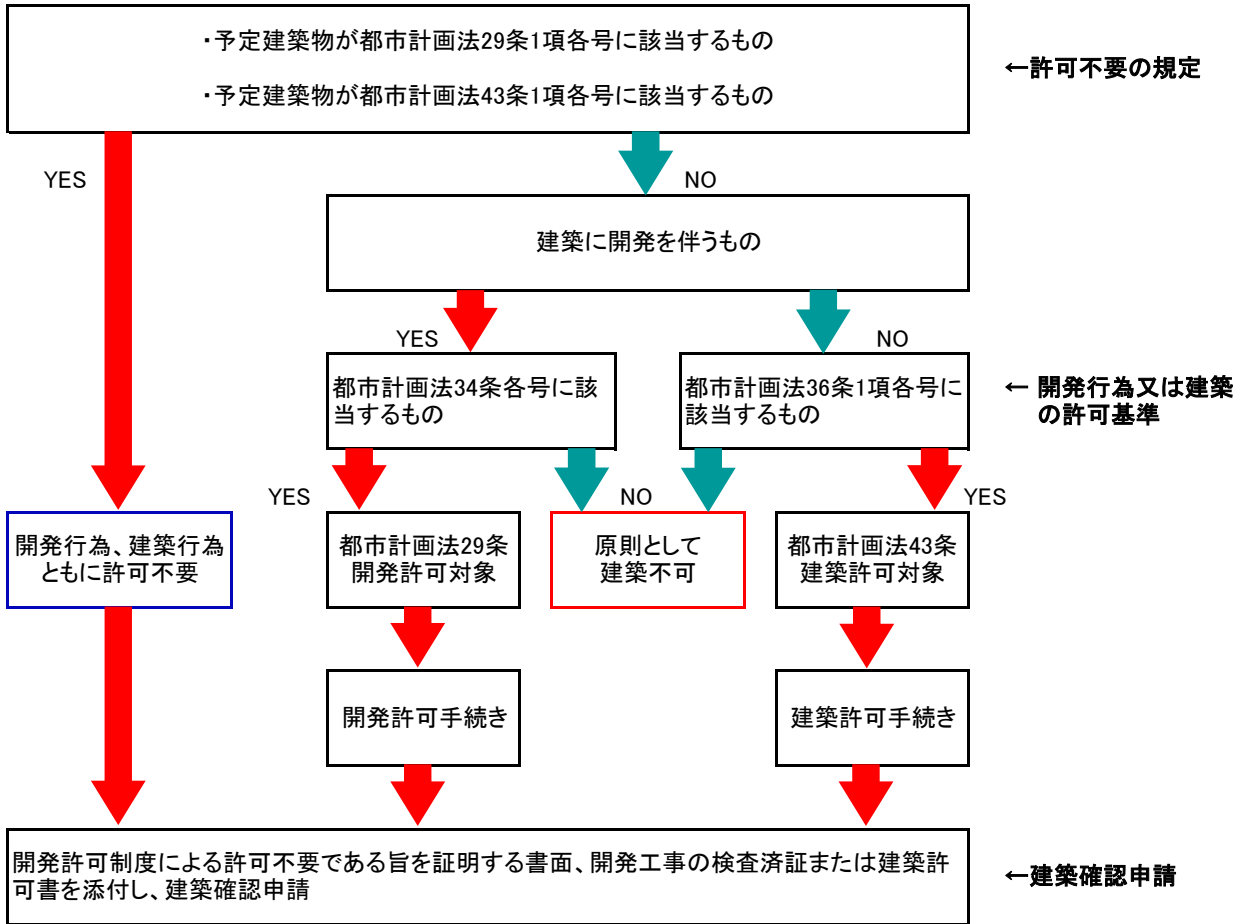 ・予定建築物が都市計画法29条1項各号に該当するもの
・予定建築物が都市計画法43条1項各号に該当するもの
←許可不要の規定
YES
NO
建築に開発を伴うもの
YES
NO
都市計画法34条各号に該
当するもの
都市計画法36条1項各号に
該当するもの
← 開発行為又は建築
の許可基準
YES
NO
YES
開発行為、建築行為
ともに許可不要
都市計画法29条
開発許可対象
原則として
建築不可
都市計画法43条
建築許可対象
開発許可手続き
建築許可手続き
開発許可制度による許可不要である旨を証明する書面、開発工事の検査済証または建築許
可書を添付し、建築確認申請
←建築確認申請